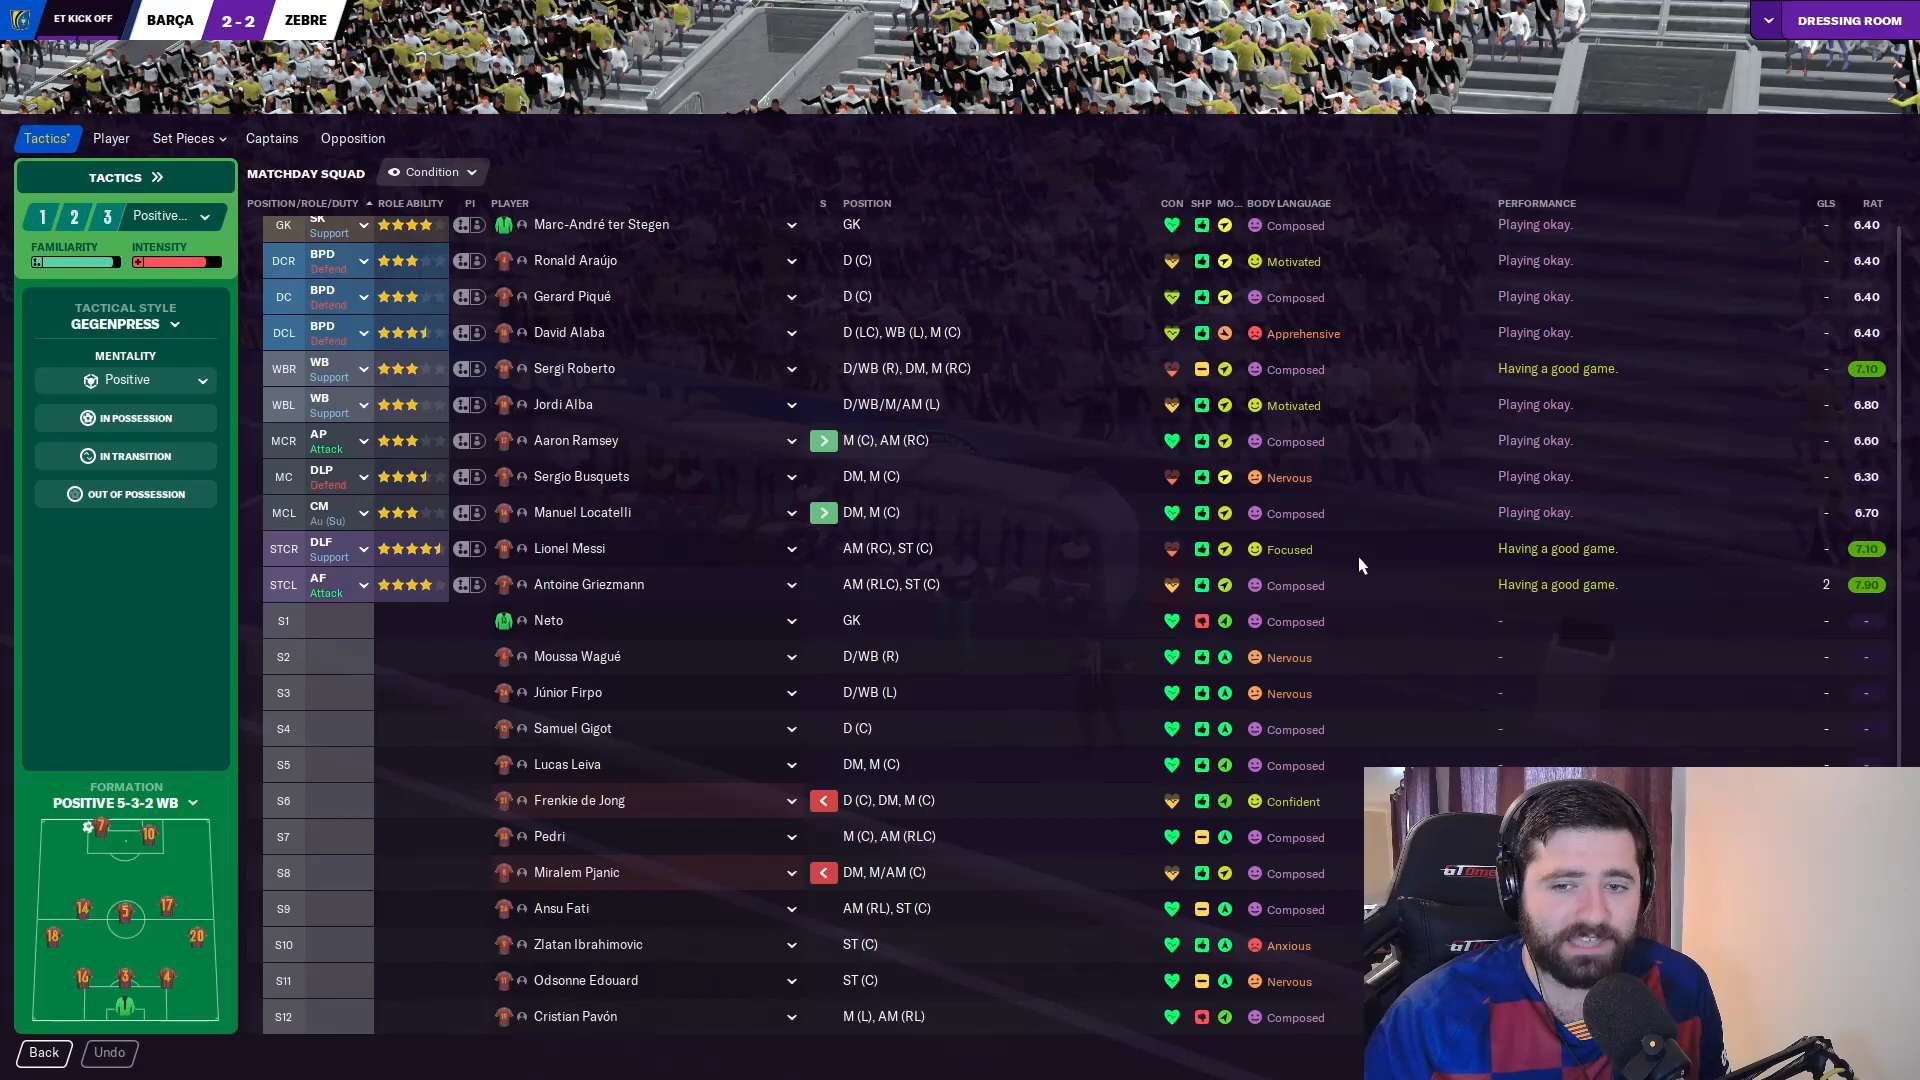 ET KICK OFF BARÇA 2 - 2 ZEBRE DRESSING ROOM
Tactics* Player Set Pieces Captains Opposition
TACTICS
1 2 3 Positive...
FAMILIARITY INTENSITY
TACTICAL STYLE
GEGENPRESS
MENTALITY
Positive
IN POSSESSION
IN TRANSITION
OUT OF POSSESSION
FORMATION
POSITIVE 5-3-2 WB
7 10
14 5 17
18 20
16 3 4
1
Back Undo
MATCHDAY SQUAD Condition
POSITION/ROLE/DUTY ROLE ABILITY PI PLAYER S POSITION CON SHP MO... BODY LANGUAGE PERFORMANCE GLS RAT
GK SK Support Marc-André ter Stegen GK Composed Playing okay. - 6.40
DCR BPD Defend Ronald Araújo D (C) Motivated Playing okay. - 6.40
DC BPD Defend Gerard Piqué D (C) Composed Playing okay. - 6.40
DCL BPD Defend David Alaba D (LC), WB (L), M (C) Apprehensive Playing okay. - 6.40
WBR WB Support Sergi Roberto D/WB (R), DM, M (RC) Composed Having a good game. - 7.10
WBL WB Support Jordi Alba D/WB/M/AM (L) Motivated Playing okay. - 6.80
MCR AP Attack Aaron Ramsey M (C), AM (RC) Composed Playing okay. - 6.60
MC DLP Defend Sergio Busquets DM, M (C) Nervous Playing okay. - 6.30
MCL CM Au (Su) Manuel Locatelli DM, M (C) Composed Playing okay. - 6.70
STCR DLF Support Lionel Messi AM (RC), ST (C) Focused Having a good game. - 7.10
STCL AF Attack Antoine Griezmann AM (RLC), ST (C) Composed Having a good game. 2 7.90
S1 Neto GK Composed - - -
S2 Moussa Wagué D/WB (R) Nervous - - -
S3 Júnior Firpo D/WB (L) Nervous - - -
S4 Samuel Gigot D (C) Composed - - -
S5 Lucas Leiva DM, M (C) Composed - - -
S6 Frenkie de Jong D (C), DM, M (C) Confident
S7 Pedri M (C), AM (RLC) Composed
S8 Miralem Pjanic DM, M/AM (C) Composed
S9 Ansu Fati AM (RL), ST (C) Composed
S10 Zlatan Ibrahimovic ST (C) Anxious
S11 Odsonne Edouard ST (C) Nervous
S12 Cristian Pavón M (L), AM (RL) Composed